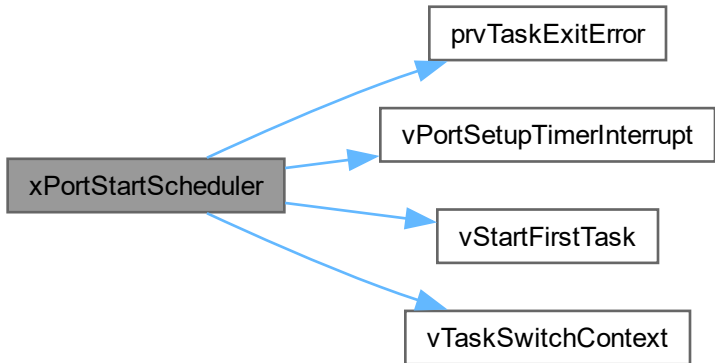 prvTaskExitError
vPortSetupTimerInterrupt
xPortStartScheduler
vStartFirstTask
vTaskSwitchContext